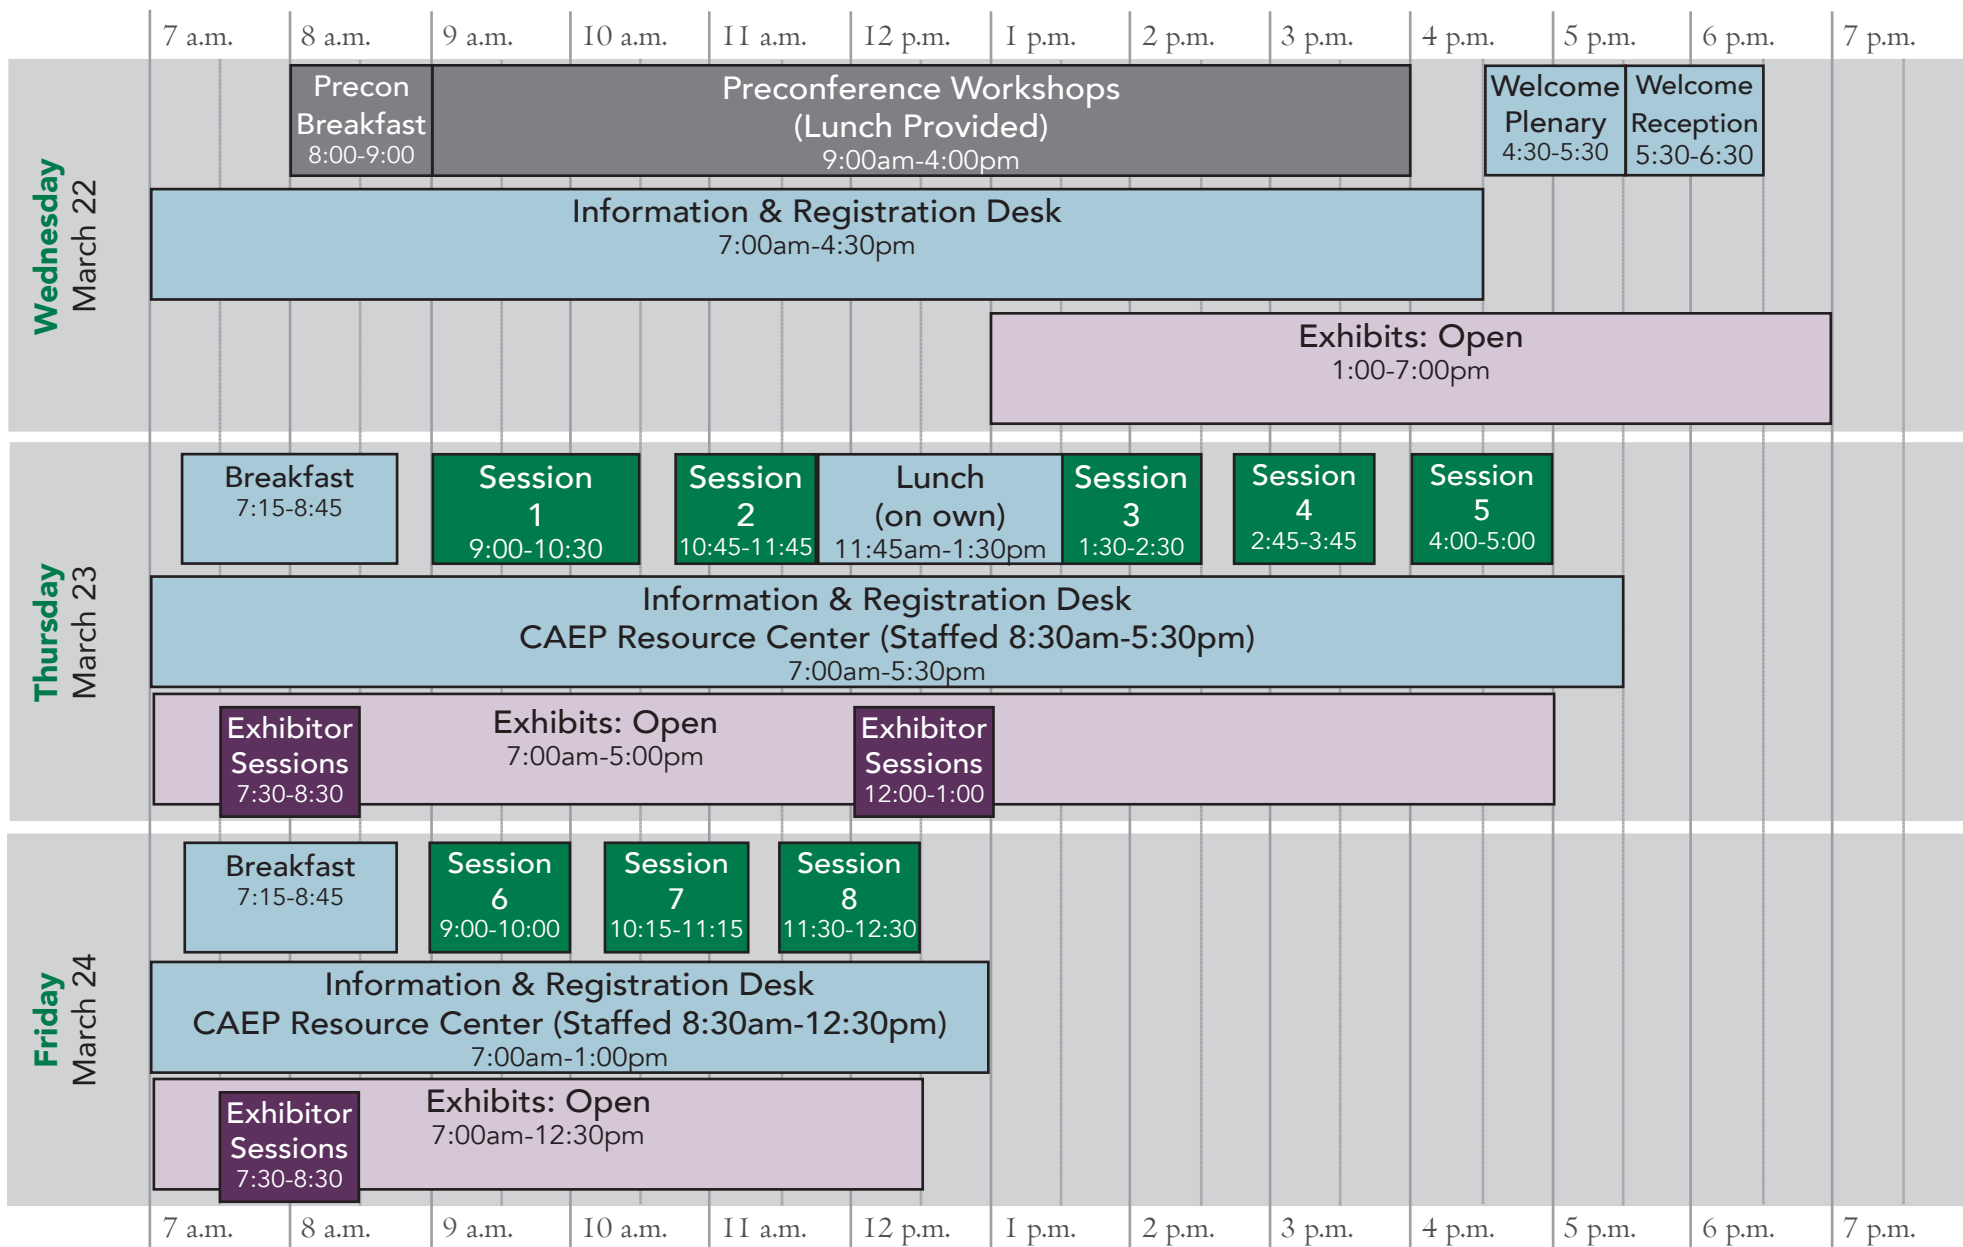 7 a.m. 8 a.m. 9 a.m. 10 a.m. 11 a.m. 12 p.m. 1 p.m. 2 p.m. 3 p.m. 4 p.m. 5 p.m. 6 p.m. 7 p.m.
Wednesday
March 22
Precon
Breakfast
8:00-9:00
Preconference Workshops
(Lunch Provided)
9:00am-4:00pm
Welcome
Plenary
4:30-5:30
Welcome
Reception
5:30-6:30
Information & Registration Desk
7:00am-4:30pm
Exhibits: Open
1:00-7:00pm
Thursday
March 23
Breakfast
7:15-8:45
Session
1
9:00-10:30
Session
2
10:45-11:45
Lunch
(on own)
11:45am-1:30pm
Session
3
1:30-2:30
Session
4
2:45-3:45
Session
5
4:00-5:00
Information & Registration Desk
CAEP Resource Center (Staffed 8:30am-5:30pm)
7:00am-5:30pm
Exhibitor
Sessions
7:30-8:30
Exhibits: Open
7:00am-5:00pm
Exhibitor
Sessions
12:00-1:00
Friday
March 24
Breakfast
7:15-8:45
Session
6
9:00-10:00
Session
7
10:15-11:15
Session
8
11:30-12:30
Information & Registration Desk
CAEP Resource Center (Staffed 8:30am-12:30pm)
7:00am-1:00pm
Exhibitor
Sessions
7:30-8:30
Exhibits: Open
7:00am-12:30pm
7 a.m. 8 a.m. 9 a.m. 10 a.m. 11 a.m. 12 p.m. 1 p.m. 2 p.m. 3 p.m. 4 p.m. 5 p.m. 6 p.m. 7 p.m.